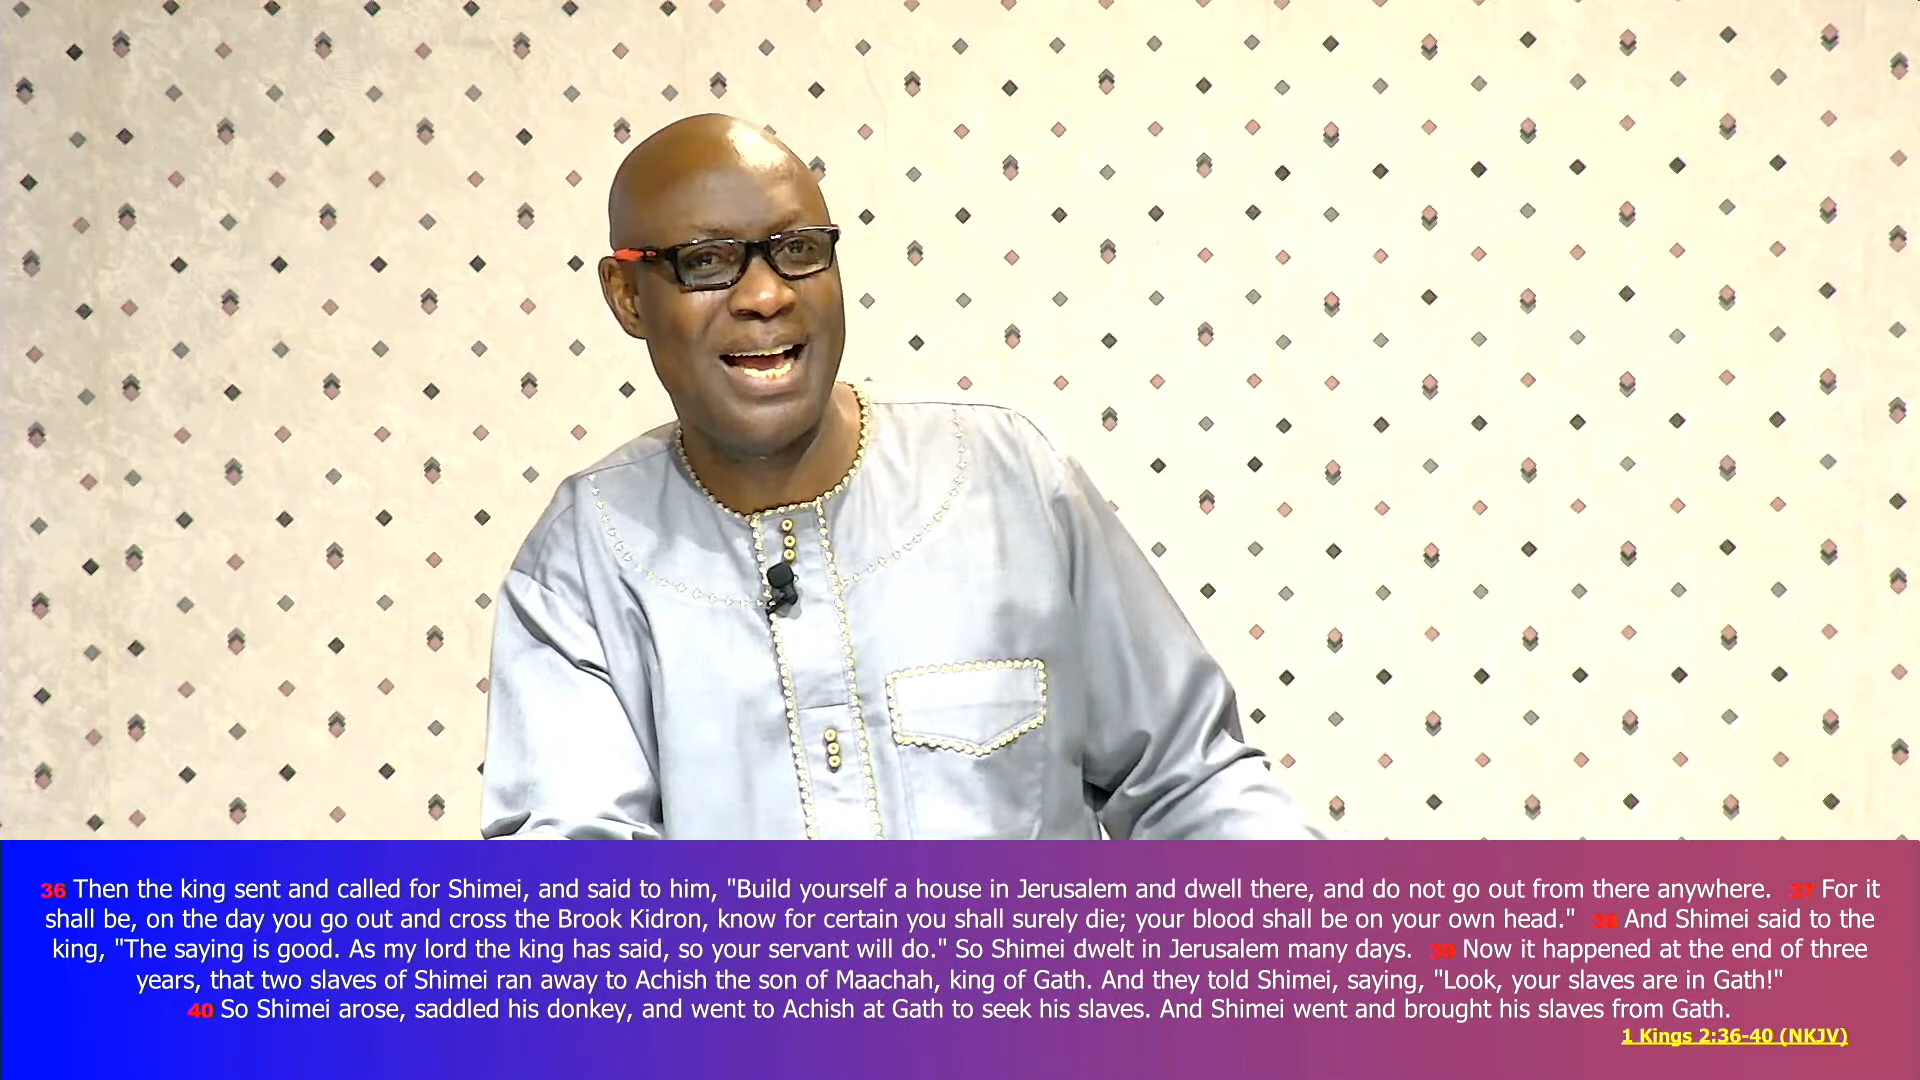 36 Then the king sent and called for Shimei, and said to him, "Build yourself a house in Jerusalem and dwell there, and do not go out from there anywhere. 37 For it
shall be, on the day you go out and cross the Brook Kidron, know for certain you shall surely die; your blood shall be on your own head." 38 And Shimei said to the
king, "The saying is good. As my lord the king has said, so your servant will do." So Shimei dwelt in Jerusalem many days. 39 Now it happened at the end of three
years, that two slaves of Shimei ran away to Achish the son of Maachah, king of Gath. And they told Shimei, saying, "Look, your slaves are in Gath!"
40 So Shimei arose, saddled his donkey, and went to Achish at Gath to seek his slaves. And Shimei went and brought his slaves from Gath.
1 Kings 2:36-40 (NKJV)